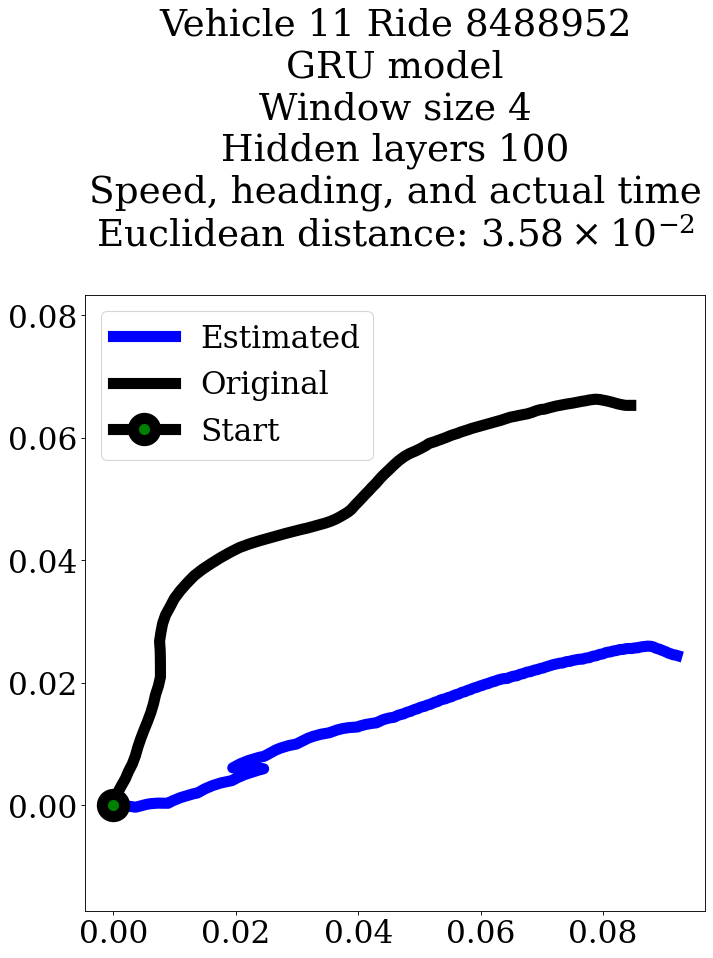 Vehicle 11 Ride 8488952
GRU model
Window size 4
Hidden layers 100
Speed, heading, and actual time
Euclidean distance: 3.58 × 10⁻²
Estimated
Original
Start
0.08
0.06
0.04
0.02
0.00
0.00 0.02 0.04 0.06 0.08